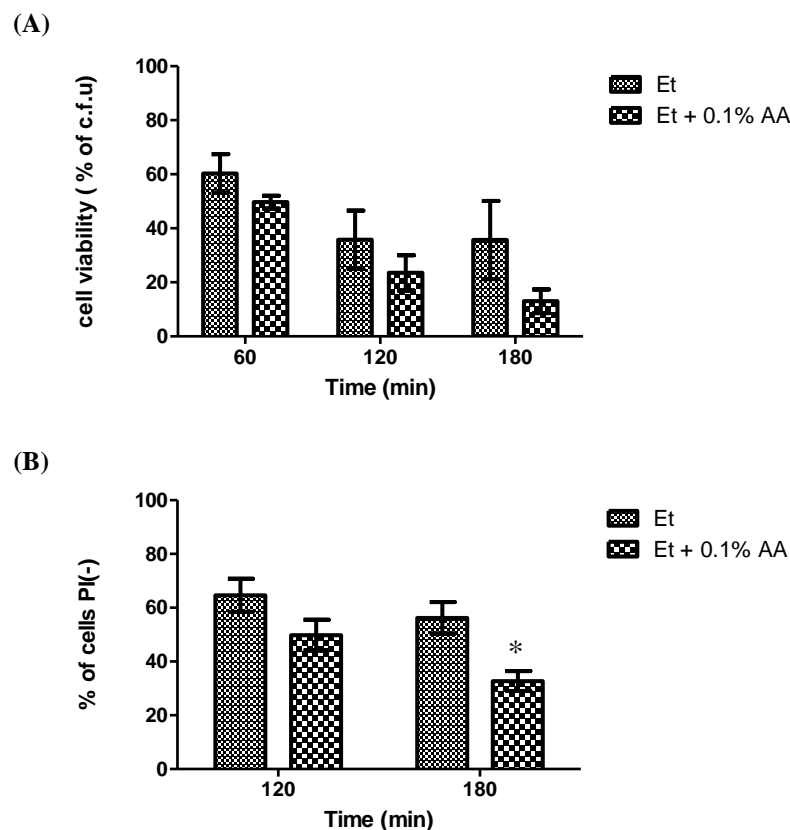 (A)
100
80
60
40
20
0
cell viability ( % of c.f.u)
60 120 180
Time (min)
Et
Et + 0.1% AA
(B)
100
80
60
40
20
0
% of cells PI(-)
*
120 180
Time (min)
Et
Et + 0.1% AA